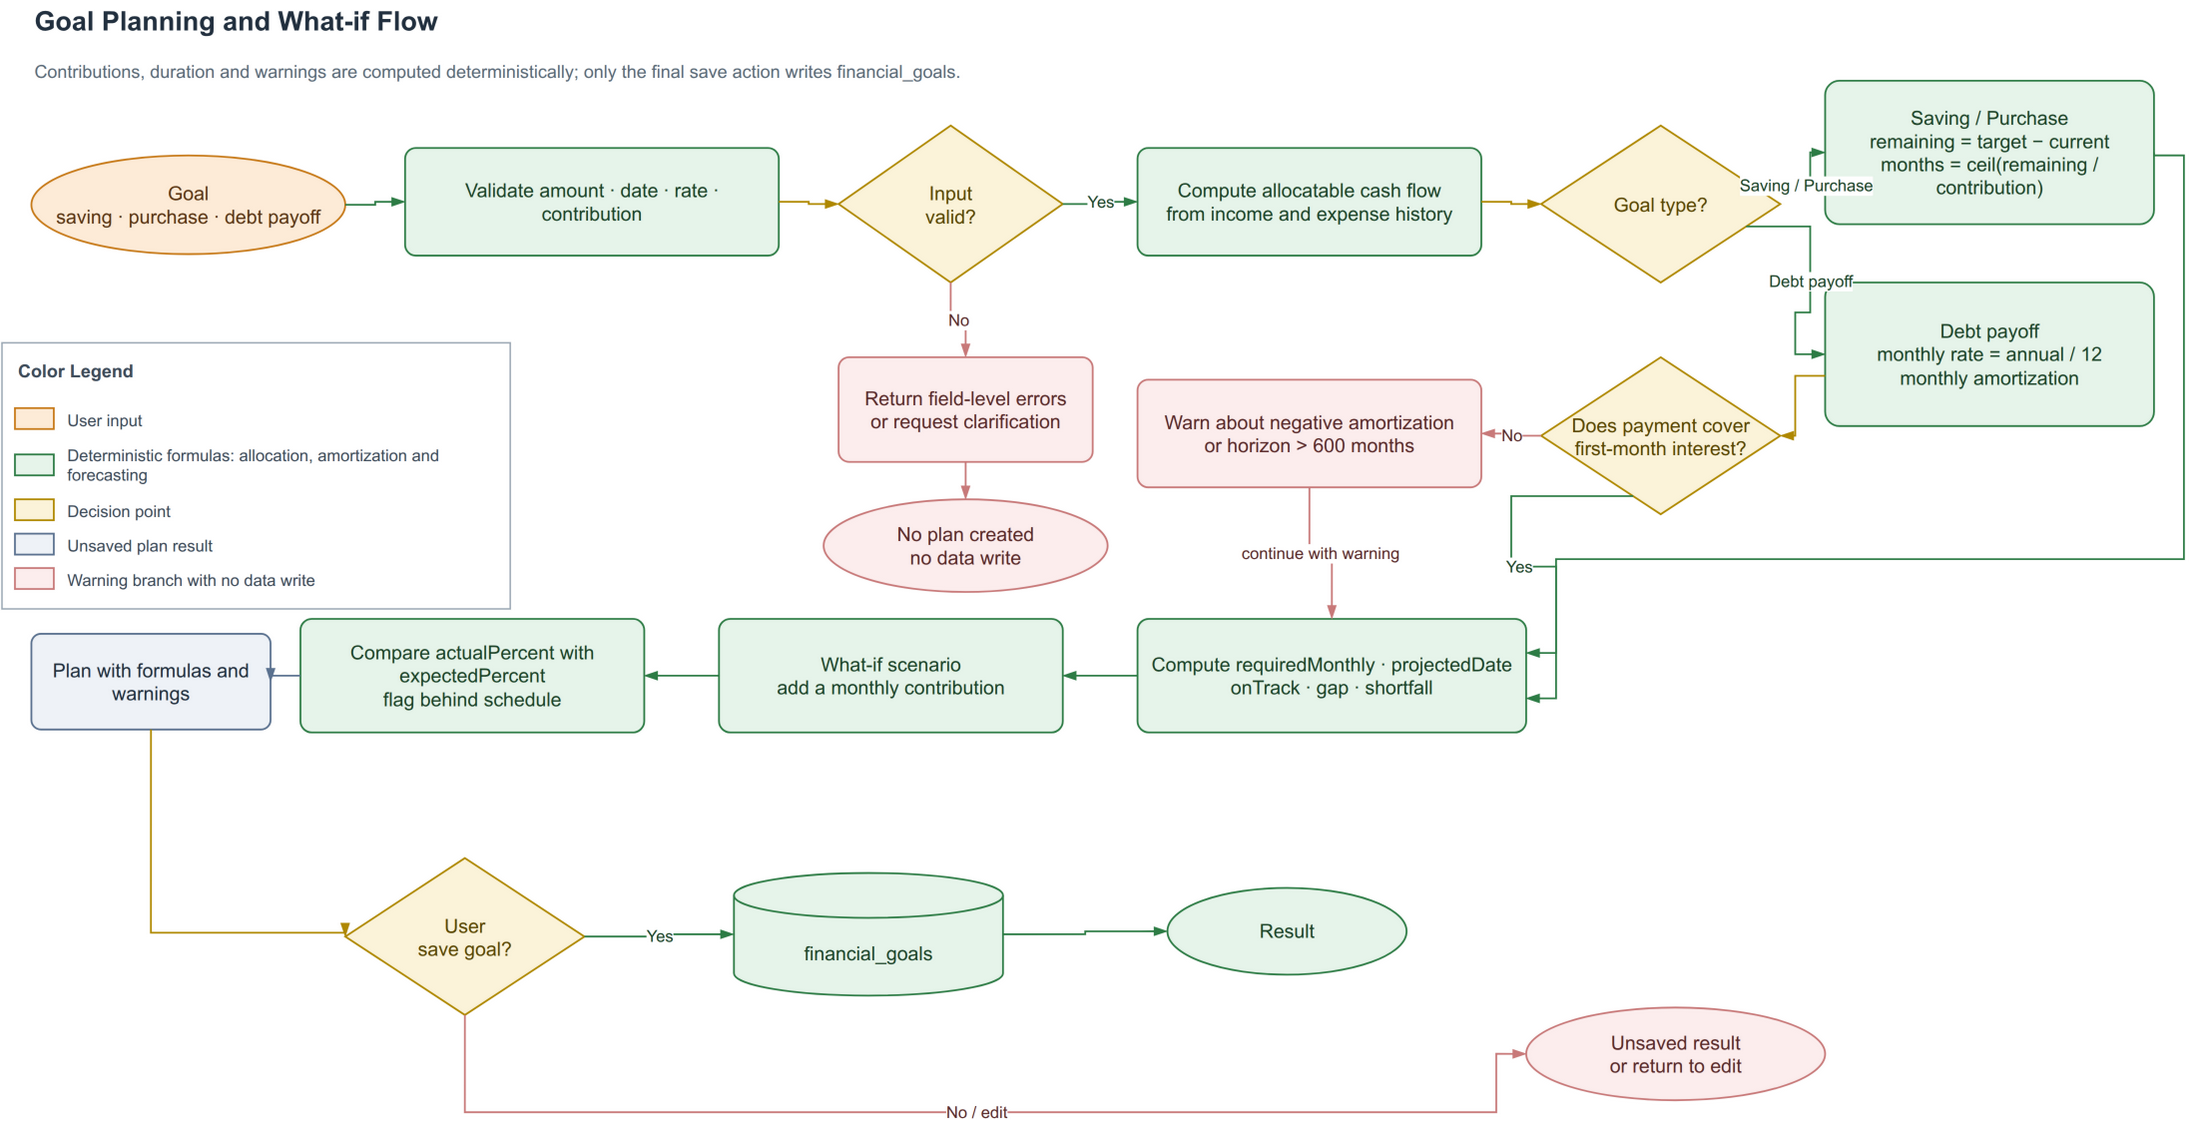 Goal Planning and What-if Flow
Contributions, duration and warnings are computed deterministically; only the final save action writes financial_goals.
Goal
saving · purchase · debt payoff
Validate amount · date · rate ·
contribution
Input
valid?
Yes
Compute allocatable cash flow
from income and expense history
Goal type?
Saving / Purchase
Saving / Purchase
remaining = target − current
months = ceil(remaining /
contribution)
Debt payoff
Debt payoff
monthly rate = annual / 12
monthly amortization
No
Return field-level errors
or request clarification
No plan created
no data write
Does payment cover
first-month interest?
No
Warn about negative amortization
or horizon > 600 months
continue with warning
Yes
Color Legend
User input
Deterministic formulas: allocation, amortization and
forecasting
Decision point
Unsaved plan result
Warning branch with no data write
Compute requiredMonthly · projectedDate
onTrack · gap · shortfall
What-if scenario
add a monthly contribution
Compare actualPercent with
expectedPercent
flag behind schedule
Plan with formulas and
warnings
User
save goal?
Yes
financial_goals
Result
No / edit
Unsaved result
or return to edit